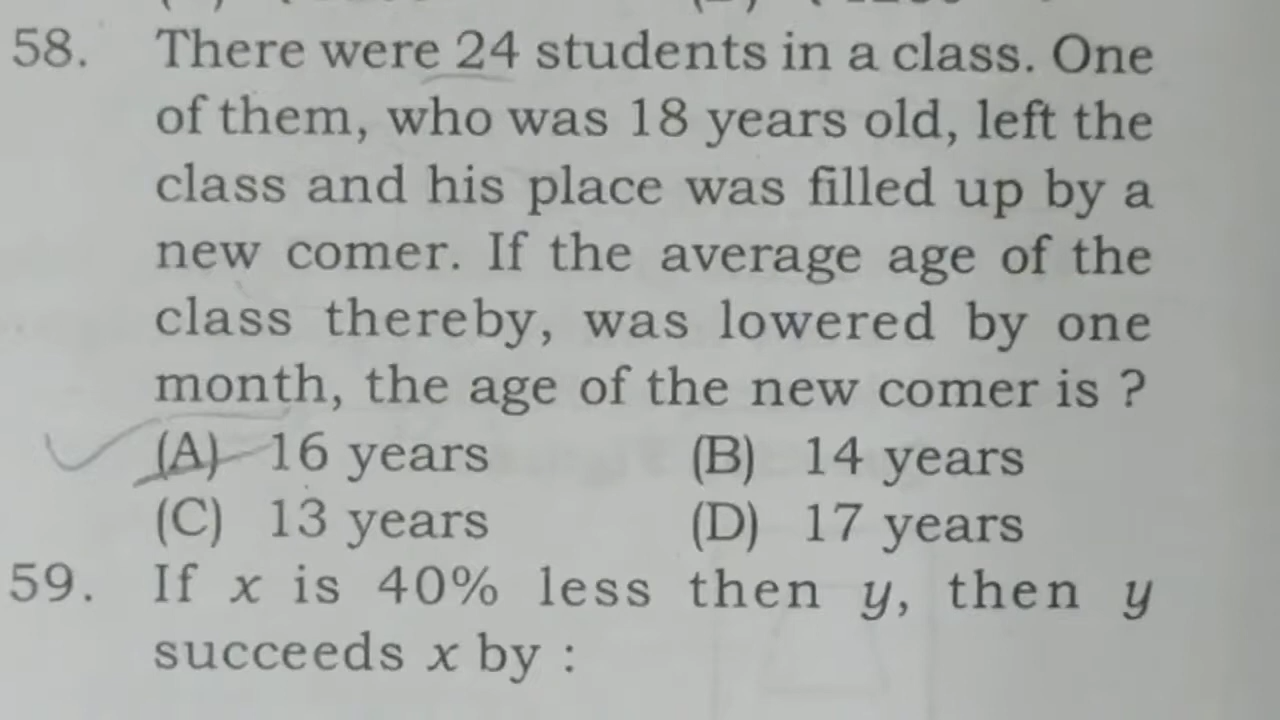 58. There were 24 students in a class. One
of them, who was 18 years old, left the
class and his place was filled up by a
new comer. If the average age of the
class thereby, was lowered by one
month, the age of the new comer is ?
(A) 16 years (B) 14 years
(C) 13 years (D) 17 years
59. If x is 40% less then y, then y
succeeds x by :